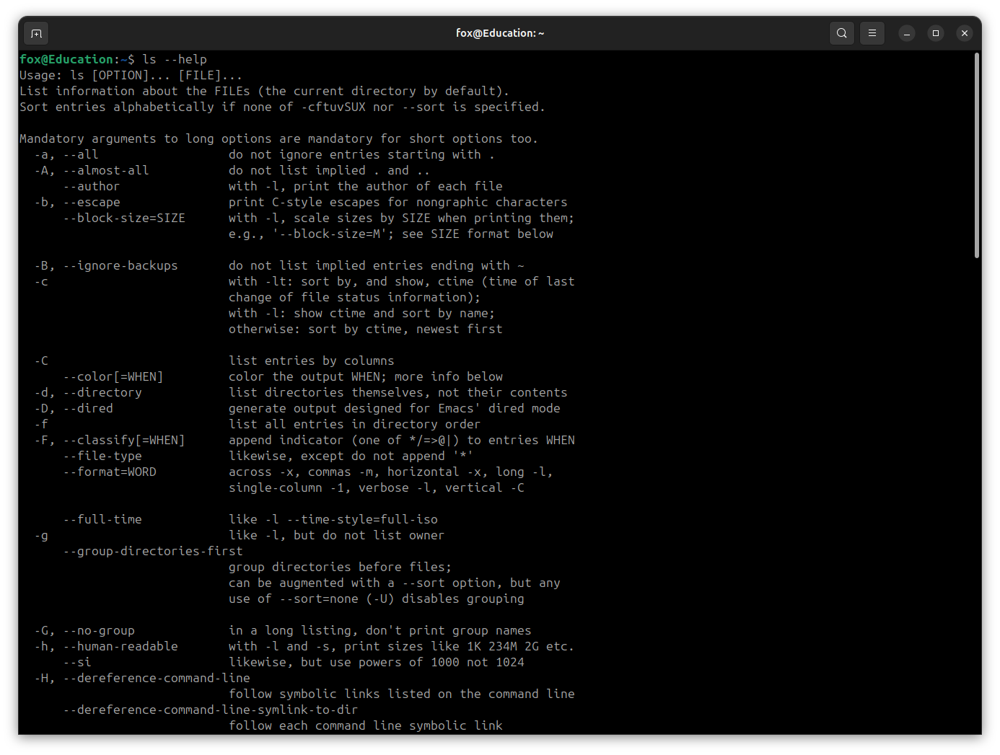 fox@Education: ~
fox@Education:~$ ls --help
Usage: ls [OPTION]... [FILE]...
List information about the FILEs (the current directory by default).
Sort entries alphabetically if none of -cftuvSUX nor --sort is specified.

Mandatory arguments to long options are mandatory for short options too.
  -a, --all                  do not ignore entries starting with .
  -A, --almost-all           do not list implied . and ..
      --author               with -l, print the author of each file
  -b, --escape               print C-style escapes for nongraphic characters
      --block-size=SIZE      with -l, scale sizes by SIZE when printing them;
                             e.g., '--block-size=M'; see SIZE format below

  -B, --ignore-backups       do not list implied entries ending with ~
  -c                         with -lt: sort by, and show, ctime (time of last
                             change of file status information);
                             with -l: show ctime and sort by name;
                             otherwise: sort by ctime, newest first

  -C                         list entries by columns
      --color[=WHEN]         color the output WHEN; more info below
  -d, --directory            list directories themselves, not their contents
  -D, --dired                generate output designed for Emacs' dired mode
  -f                         list all entries in directory order
  -F, --classify[=WHEN]      append indicator (one of */=>@|) to entries WHEN
      --file-type            likewise, except do not append '*'
      --format=WORD          across -x, commas -m, horizontal -x, long -l,
                             single-column -1, verbose -l, vertical -C

      --full-time            like -l --time-style=full-iso
  -g                         like -l, but do not list owner
      --group-directories-first
                             group directories before files;
                             can be augmented with a --sort option, but any
                             use of --sort=none (-U) disables grouping

  -G, --no-group             in a long listing, don't print group names
  -h, --human-readable       with -l and -s, print sizes like 1K 234M 2G etc.
      --si                   likewise, but use powers of 1000 not 1024
  -H, --dereference-command-line
                             follow symbolic links listed on the command line
      --dereference-command-line-symlink-to-dir
                             follow each command line symbolic link